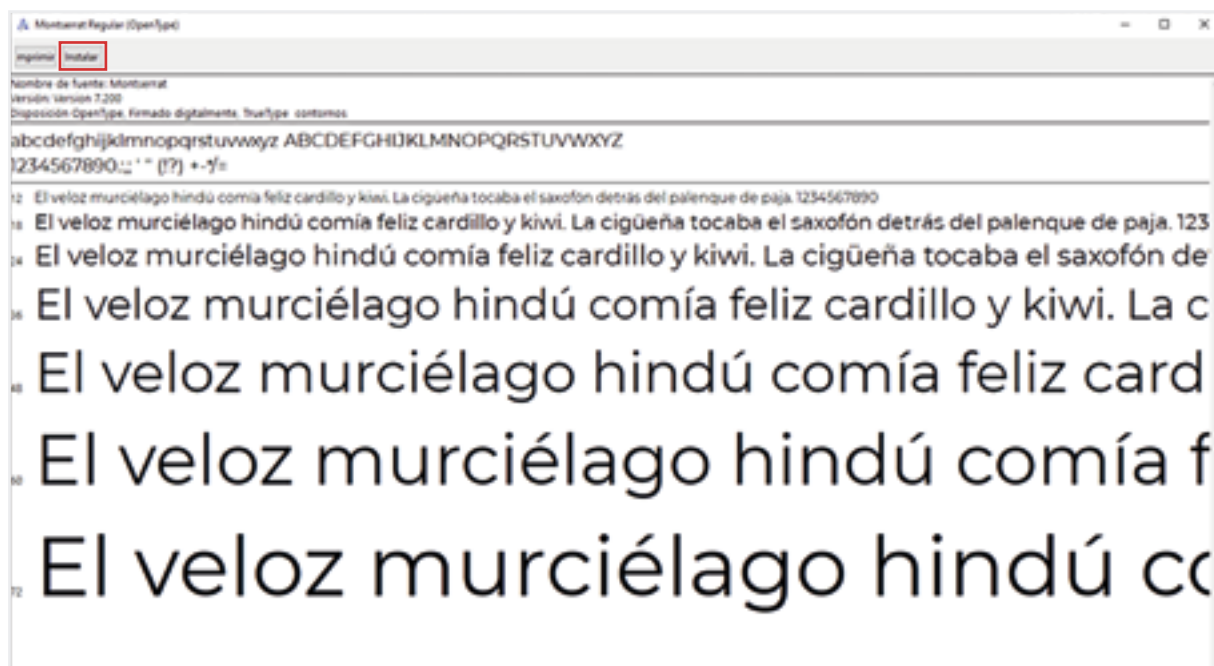 Montserrat Regular (OpenType)
mprimir Instalar
Nombre de fuente: Montserrat
Versión: Version 7.200
Disposición OpenType, Firmado digitalmente, TrueType contornos
abcdefghijklmnopqrstuvwxyz ABCDEFGHIJKLMNOPQRSTUVWXYZ
1234567890.:,; ' " (!?) +-*/=
12 El veloz murciélago hindú comía feliz cardillo y kiwi. La cigüeña tocaba el saxofón detrás del palenque de paja. 1234567890
18 El veloz murciélago hindú comía feliz cardillo y kiwi. La cigüeña tocaba el saxofón detrás del palenque de paja. 123
24 El veloz murciélago hindú comía feliz cardillo y kiwi. La cigüeña tocaba el saxofón de
36 El veloz murciélago hindú comía feliz cardillo y kiwi. La c
48 El veloz murciélago hindú comía feliz card
60 El veloz murciélago hindú comía f
72 El veloz murciélago hindú co